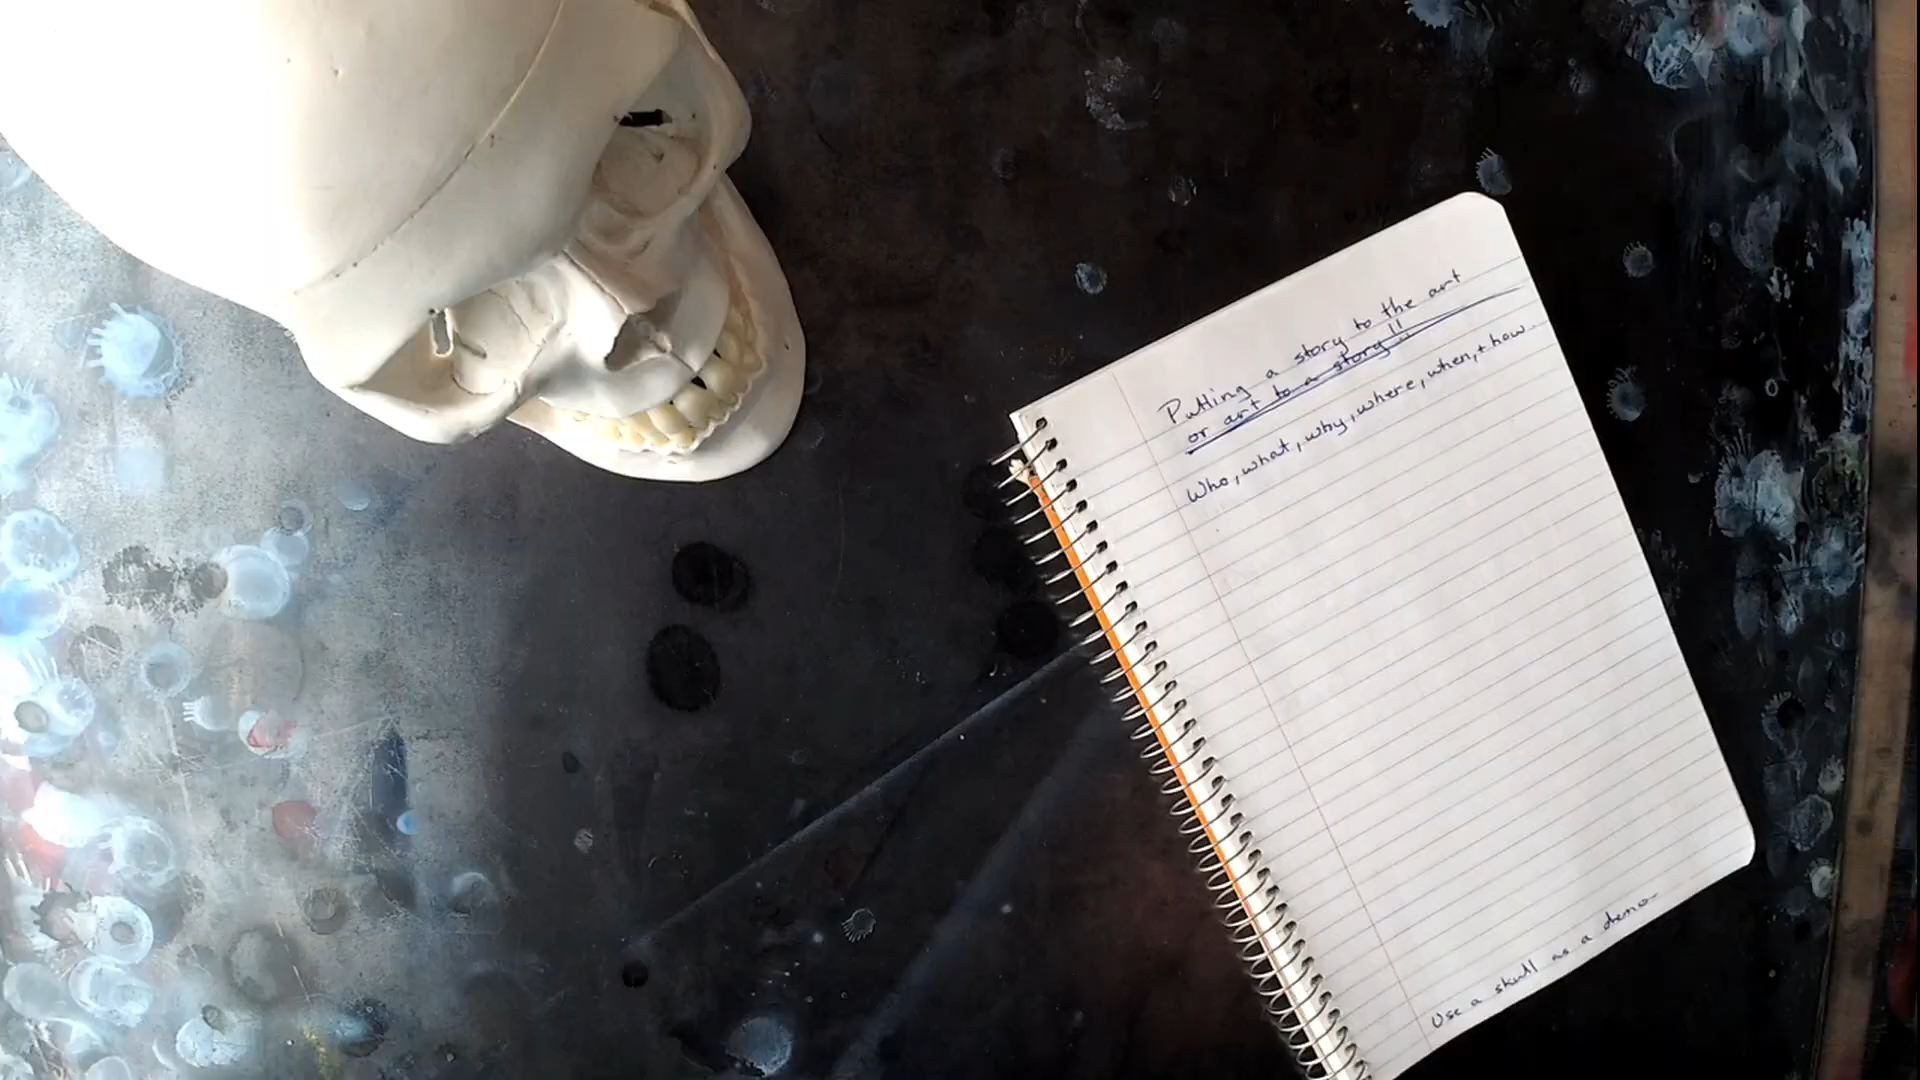 Putting a story to the art
or art to a story !!
Who, what, why, where, when, + how.
Use a skull as a demo-